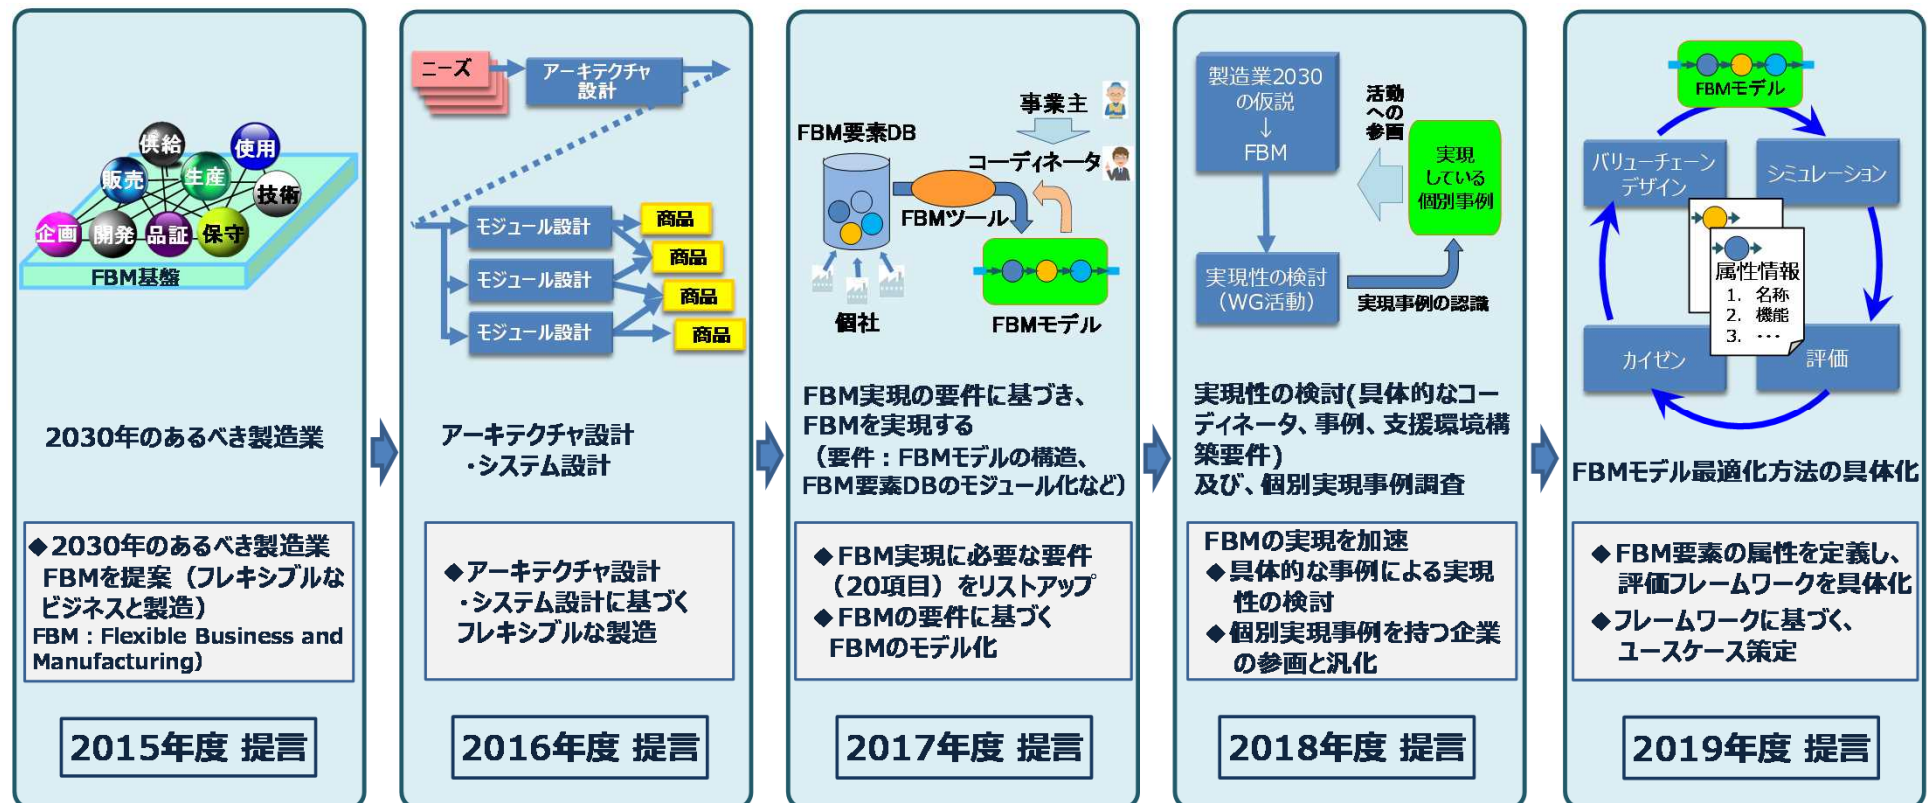 供給
使用
販売
生産
技術
企画
開発
品証
保守
FBM基盤
2030年のあるべき製造業
◆2030年のあるべき製造業
FBMを提案（フレキシブルな
ビジネスと製造）
FBM：Flexible Business and
Manufacturing）
2015年度 提言
ニーズ
アーキテクチャ
設計
モジュール設計
商品
商品
モジュール設計
商品
モジュール設計
商品
アーキテクチャ設計
・システム設計
◆アーキテクチャ設計
・システム設計に基づく
フレキシブルな製造
2016年度 提言
事業主
FBM要素DB
コーディネータ
FBMツール
個社
FBMモデル
FBM実現の要件に基づき、
FBMを実現する
（要件：FBMモデルの構造、
FBM要素DBのモジュール化など）
◆FBM実現に必要な要件
（20項目）をリストアップ
◆FBMの要件に基づく
FBMのモデル化
2017年度 提言
製造業2030
の仮説
↓
FBM
活動
への
参画
実現
している
個別事例
実現性の検討
（WG活動）
実現事例の認識
実現性の検討(具体的なコー
ディネータ、事例、支援環境構
築要件)
及び、個別実現事例調査
FBMの実現を加速
◆具体的な事例による実現
性の検討
◆個別実現事例を持つ企業
の参画と汎化
2018年度 提言
FBMモデル
バリューチェーン
デザイン
シミュレーション
属性情報
1. 名称
2. 機能
3. ・・・
カイゼン
評価
FBMモデル最適化方法の具体化
◆FBM要素の属性を定義し、
評価フレームワークを具体化
◆フレームワークに基づく、
ユースケース策定
2019年度 提言